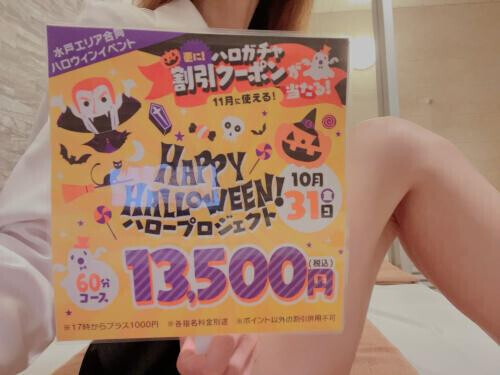 水戸エリア合同
ハロウィンイベント
更に!
ハロガチャ
割引クーポンが
当たる!
11月に使える!
HAPPY
HALLOWEEN!
ハロープロジェクト
10月
31日
60分
コース
13,500円
(税込)
※17時からプラス1000円 ※各指名料金別途 ※ポイント以外の割引併用不可